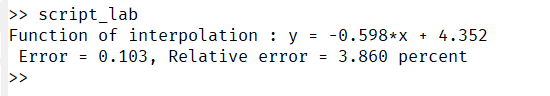 >> script_lab
Function of interpolation : y = -0.598*x + 4.352
 Error = 0.103, Relative error = 3.860 percent
>>